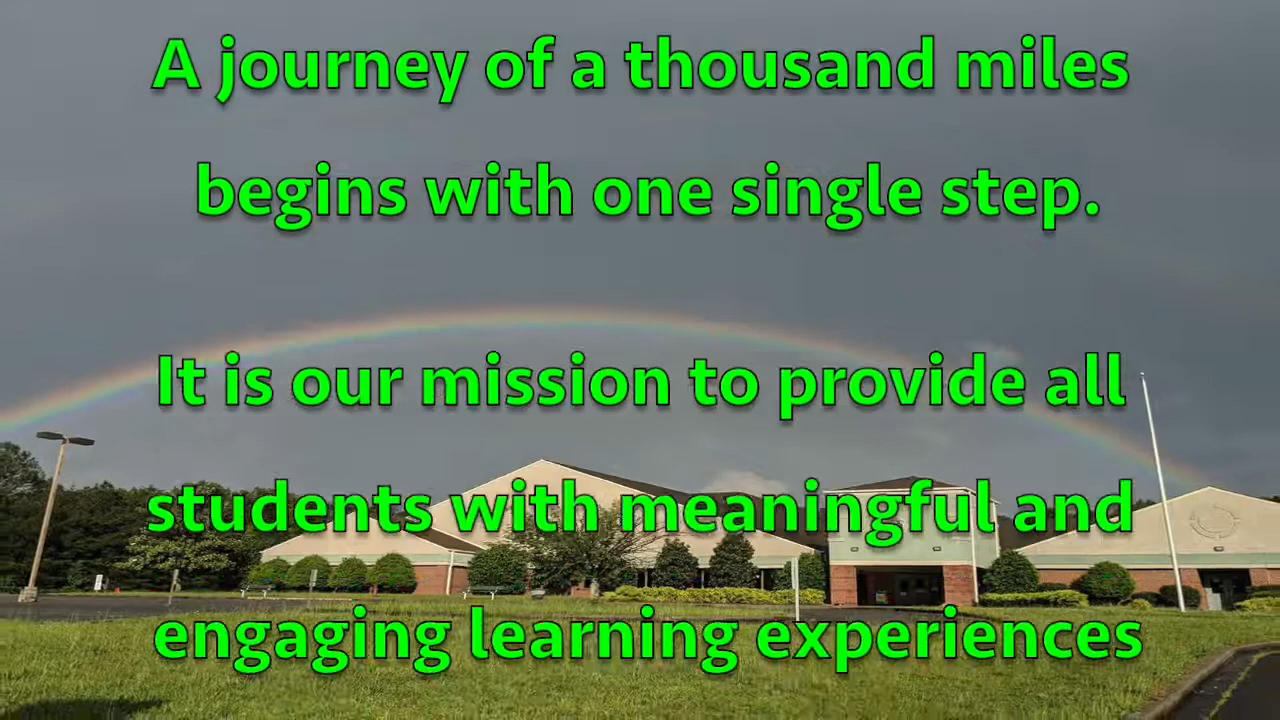 A journey of a thousand miles
begins with one single step.
It is our mission to provide all
students with meaningful and
engaging learning experiences